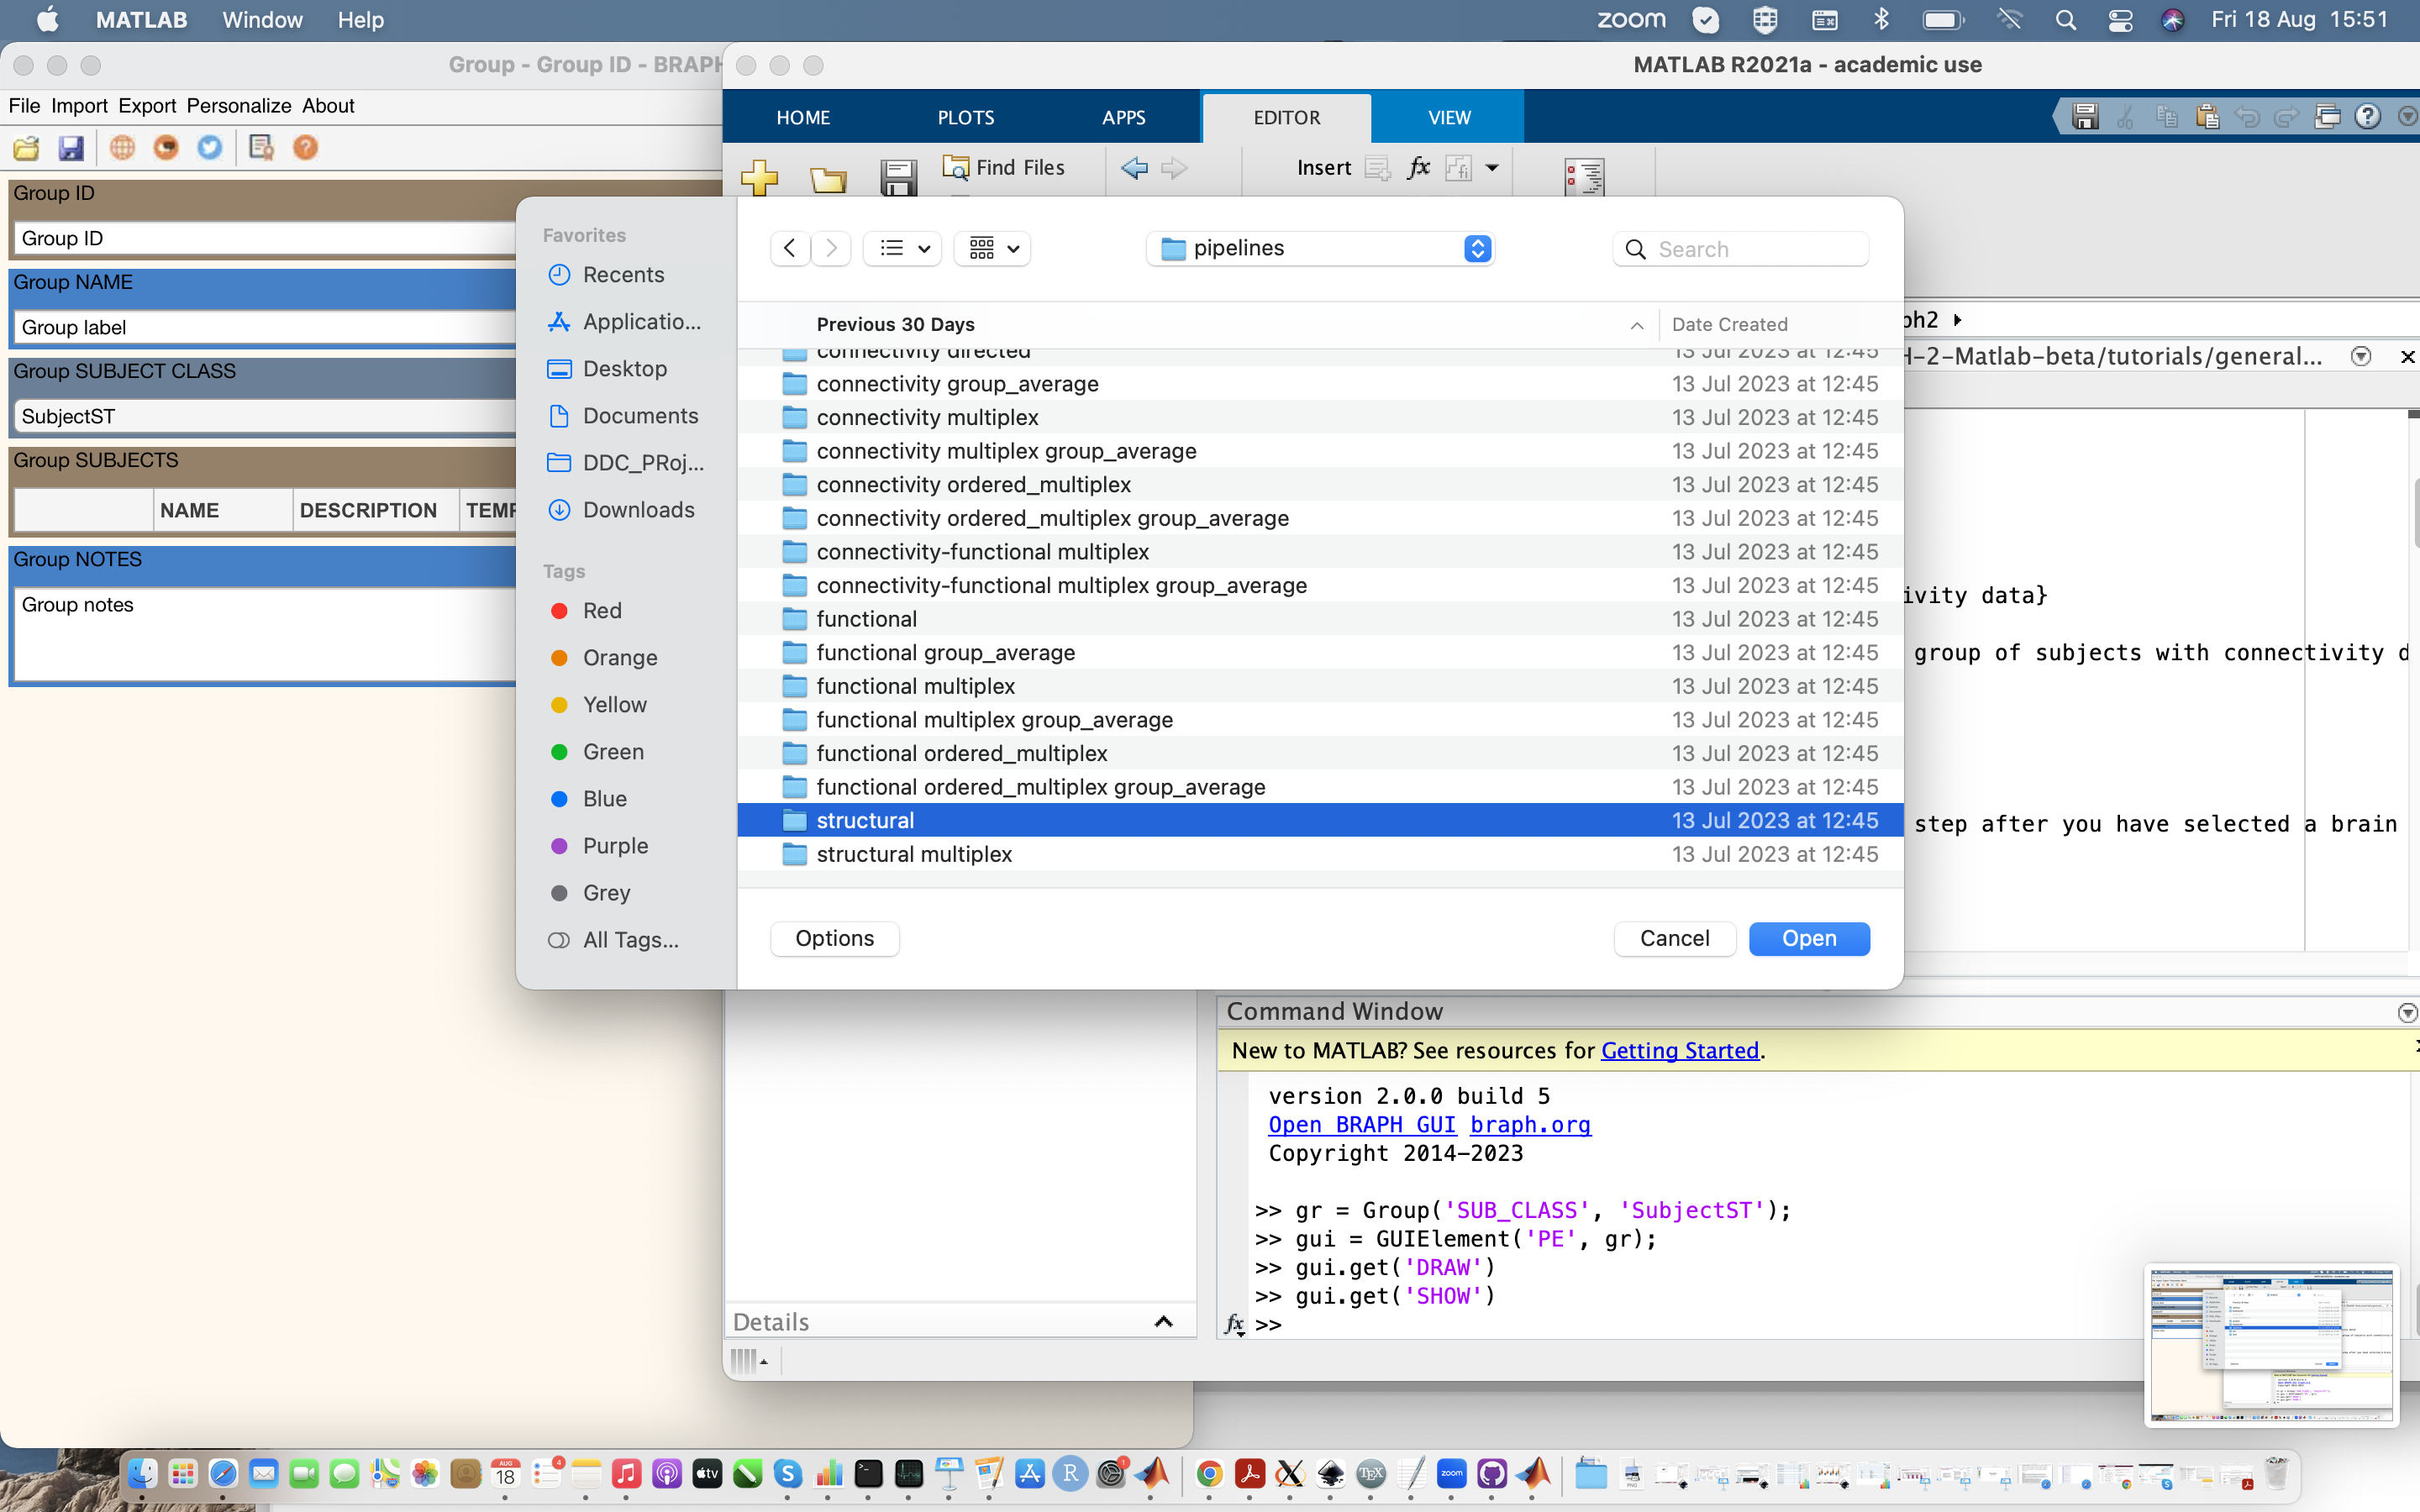 MATLAB Window Help
zoom Fri 18 Aug 15:51
Group - Group ID - BRAPH
MATLAB R2021a - academic use
File Import Export Personalize About
HOME PLOTS APPS EDITOR VIEW
Find Files
Insert fx
Group ID
Group ID
Group NAME
Group label
Group SUBJECT CLASS
SubjectST
Group SUBJECTS
NAME DESCRIPTION
Group NOTES
Group notes
Favorites
Recents
Applicatio...
Desktop
Documents
DDC_PRoj...
Downloads
Tags
Red
Orange
Yellow
Green
Blue
Purple
Grey
All Tags...
pipelines
Search
Previous 30 Days Date Created
connectivity directed 13 Jul 2023 at 12:45
connectivity group_average 13 Jul 2023 at 12:45
connectivity multiplex 13 Jul 2023 at 12:45
connectivity multiplex group_average 13 Jul 2023 at 12:45
connectivity ordered_multiplex 13 Jul 2023 at 12:45
connectivity ordered_multiplex group_average 13 Jul 2023 at 12:45
connectivity-functional multiplex 13 Jul 2023 at 12:45
connectivity-functional multiplex group_average 13 Jul 2023 at 12:45
functional 13 Jul 2023 at 12:45
functional group_average 13 Jul 2023 at 12:45
functional multiplex 13 Jul 2023 at 12:45
functional multiplex group_average 13 Jul 2023 at 12:45
functional ordered_multiplex 13 Jul 2023 at 12:45
functional ordered_multiplex group_average 13 Jul 2023 at 12:45
structural 13 Jul 2023 at 12:45
structural multiplex 13 Jul 2023 at 12:45
Options Cancel Open
ph2
H-2-Matlab-beta/tutorials/general...
ivity data}
group of subjects with connectivity d
step after you have selected a brain
Command Window
New to MATLAB? See resources for Getting Started.
version 2.0.0 build 5
Open BRAPH GUI braph.org
Copyright 2014-2023
>> gr = Group('SUB_CLASS', 'SubjectST');
>> gui = GUIElement('PE', gr);
>> gui.get('DRAW')
>> gui.get('SHOW')
fx >>
Details
AUG
18
4
tv
1
R
TEX
zoom